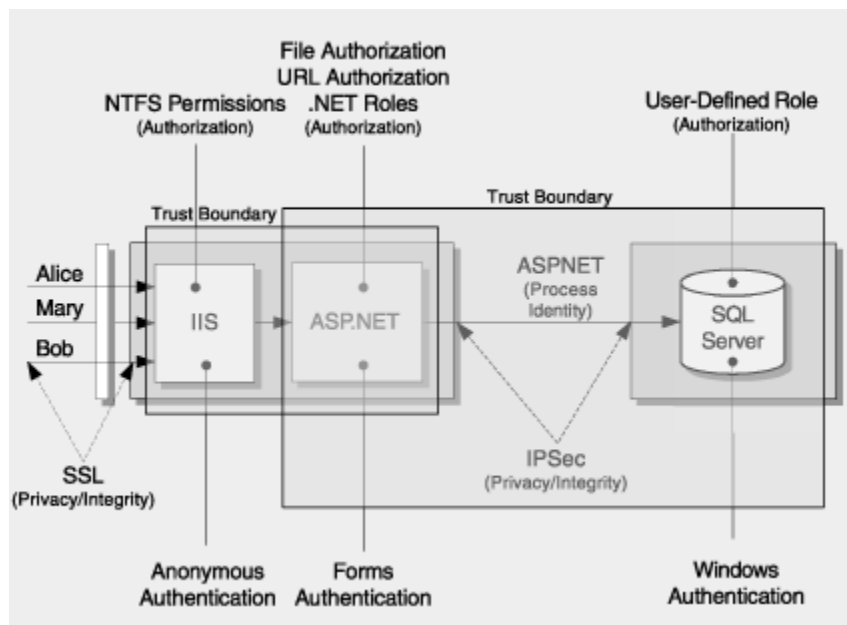 File Authorization
URL Authorization
.NET Roles
(Authorization)
NTFS Permissions
(Authorization)
User-Defined Role
(Authorization)
Trust Boundary
Trust Boundary
Alice
Mary
Bob
IIS
ASP.NET
ASPNET
(Process
Identity)
SQL
Server
SSL
(Privacy/Integrity)
IPSec
(Privacy/Integrity)
Anonymous
Authentication
Forms
Authentication
Windows
Authentication